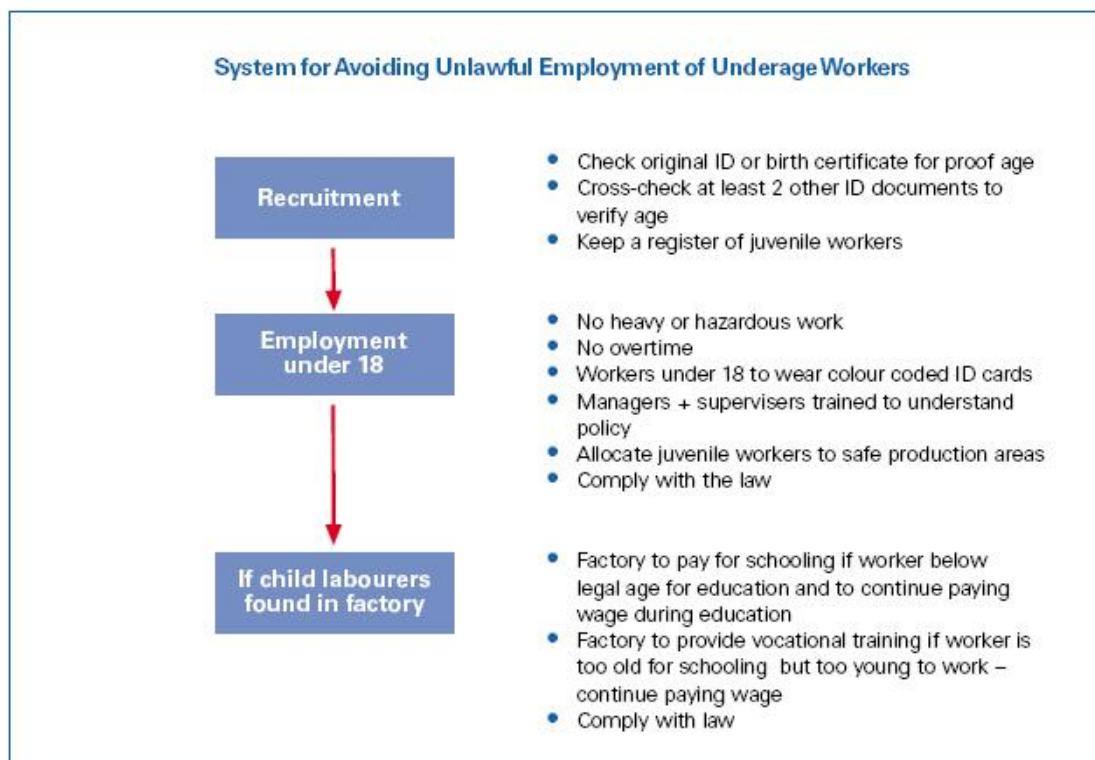 System for Avoiding Unlawful Employment of Underage Workers
Recruitment
• Check original ID or birth certificate for proof age
• Cross-check at least 2 other ID documents to
verify age
• Keep a register of juvenile workers
Employment
under 18
• No heavy or hazardous work
• No overtime
• Workers under 18 to wear colour coded ID cards
• Managers + supervisers trained to understand
policy
• Allocate juvenile workers to safe production areas
• Comply with the law
If child labourers
found in factory
• Factory to pay for schooling if worker below
legal age for education and to continue paying
wage during education
• Factory to provide vocational training if worker is
too old for schooling but too young to work –
continue paying wage
• Comply with law